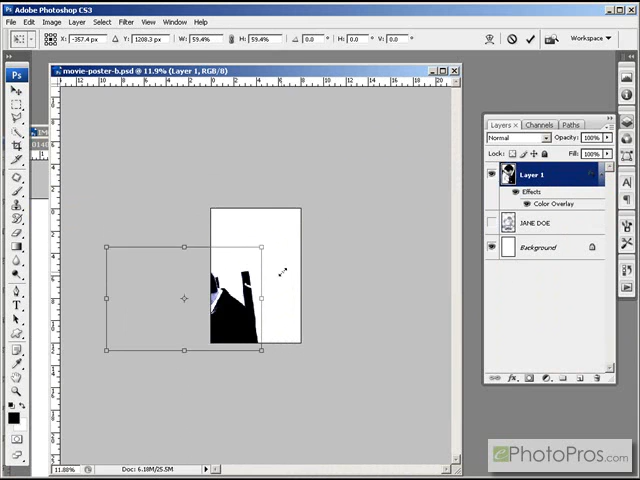 Adobe Photoshop CS3
File Edit Image Layer Select Filter View Window Help
X: -357.4 px Y: 1208.3 px W: 59.4% H: 59.4% 0.0 ° H: 0.0 ° V: 0.0 ° Workspace
movie-poster-b.psd @ 11.9% (Layer 1, RGB/8)
Ps
Layers Channels Paths
Normal Opacity: 100%
Lock: Fill: 100%
Layer 1
Effects
Color Overlay
JANE DOE
Background
11.88% Doc: 6.18M/25.5M
ePhotoPros.com